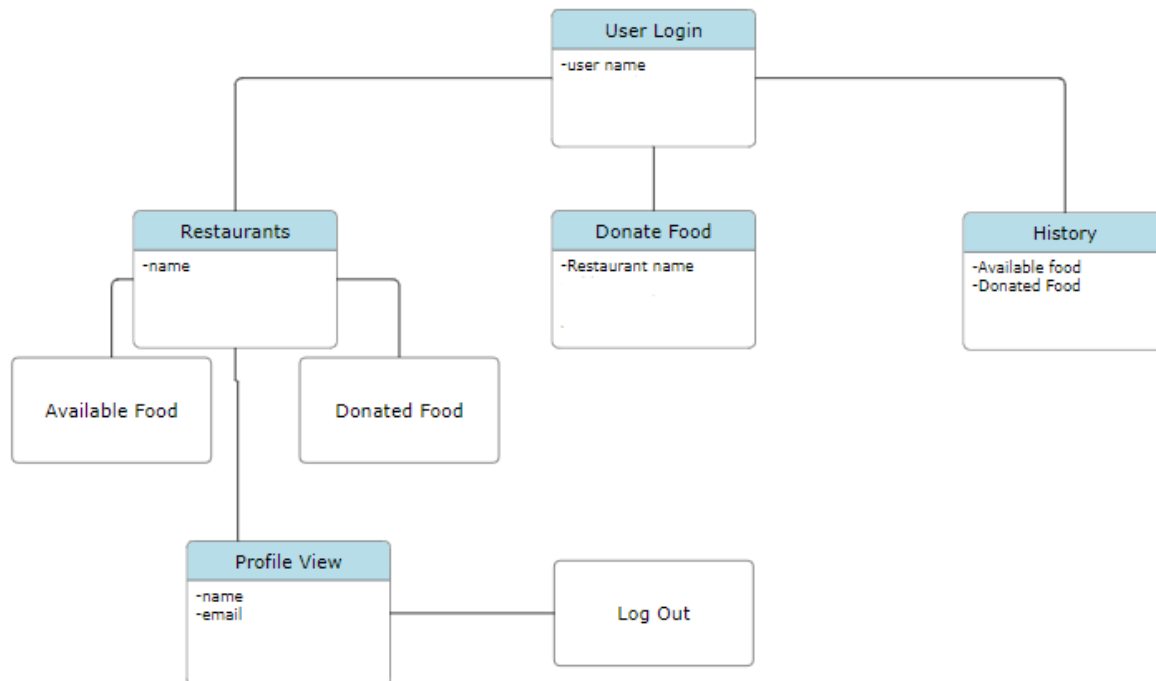 User Login
-user name
Restaurants
-name
Donate Food
-Restaurant name
History
-Available food
-Donated Food
Available Food
Donated Food
Profile View
-name
-email
Log Out